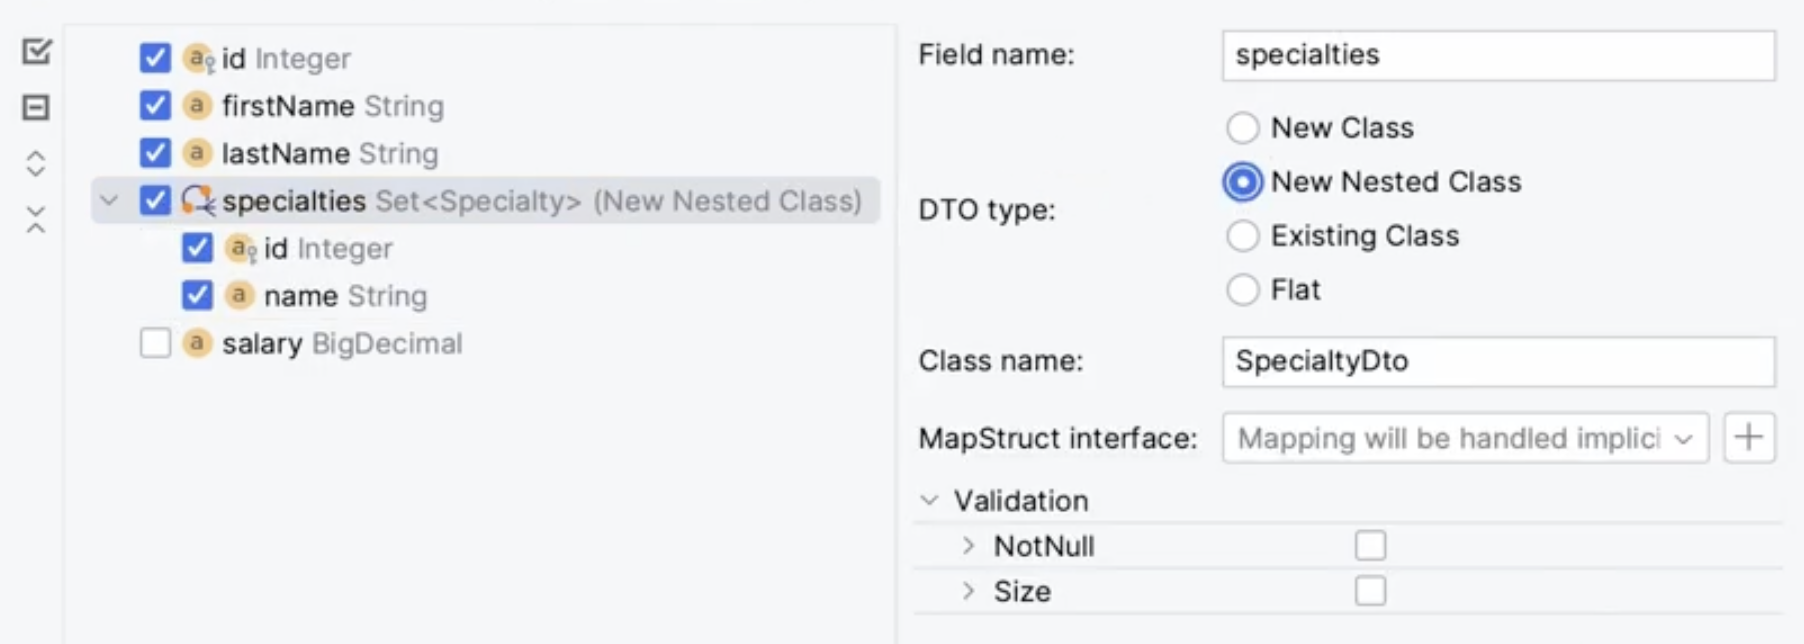 id Integer
firstName String
lastName String
specialties Set<Specialty> (New Nested Class)
id Integer
name String
salary BigDecimal
Field name: specialties
New Class
New Nested Class
DTO type:
Existing Class
Flat
Class name: SpecialtyDto
MapStruct interface: Mapping will be handled implici
Validation
NotNull
Size